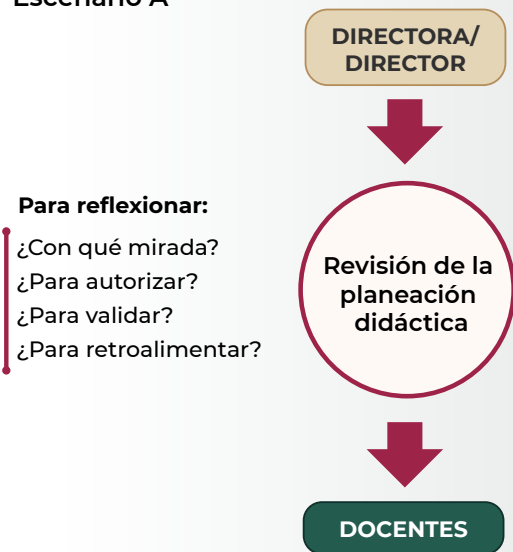 Escenario A
DIRECTORA/
DIRECTOR
Para reflexionar:
¿Con qué mirada?
¿Para autorizar?
¿Para validar?
¿Para retroalimentar?
Revisión de la
planeación
didáctica
DOCENTES